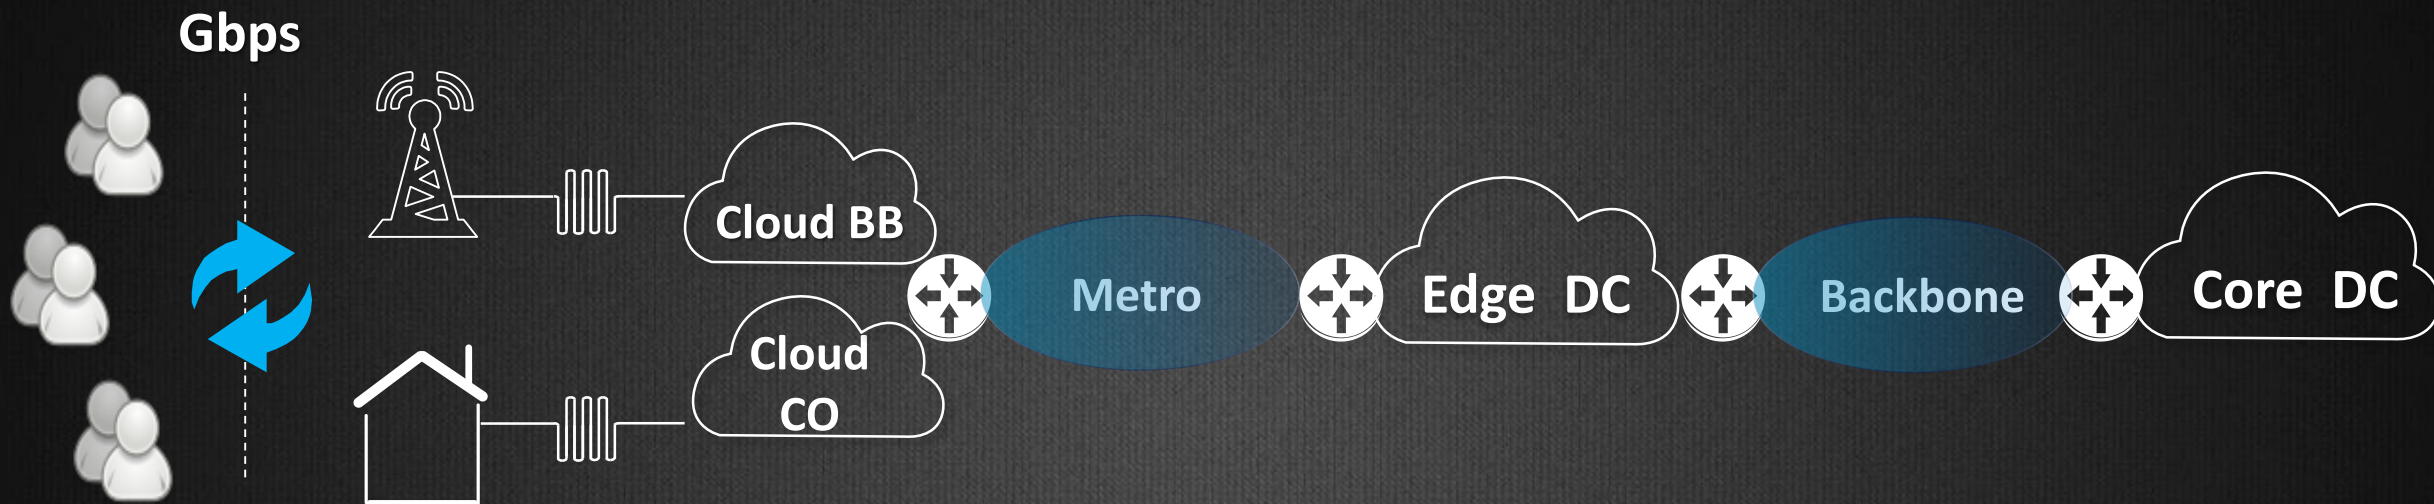 Gbps
Cloud BB
Cloud
CO
Metro
Edge DC
Backbone
Core DC